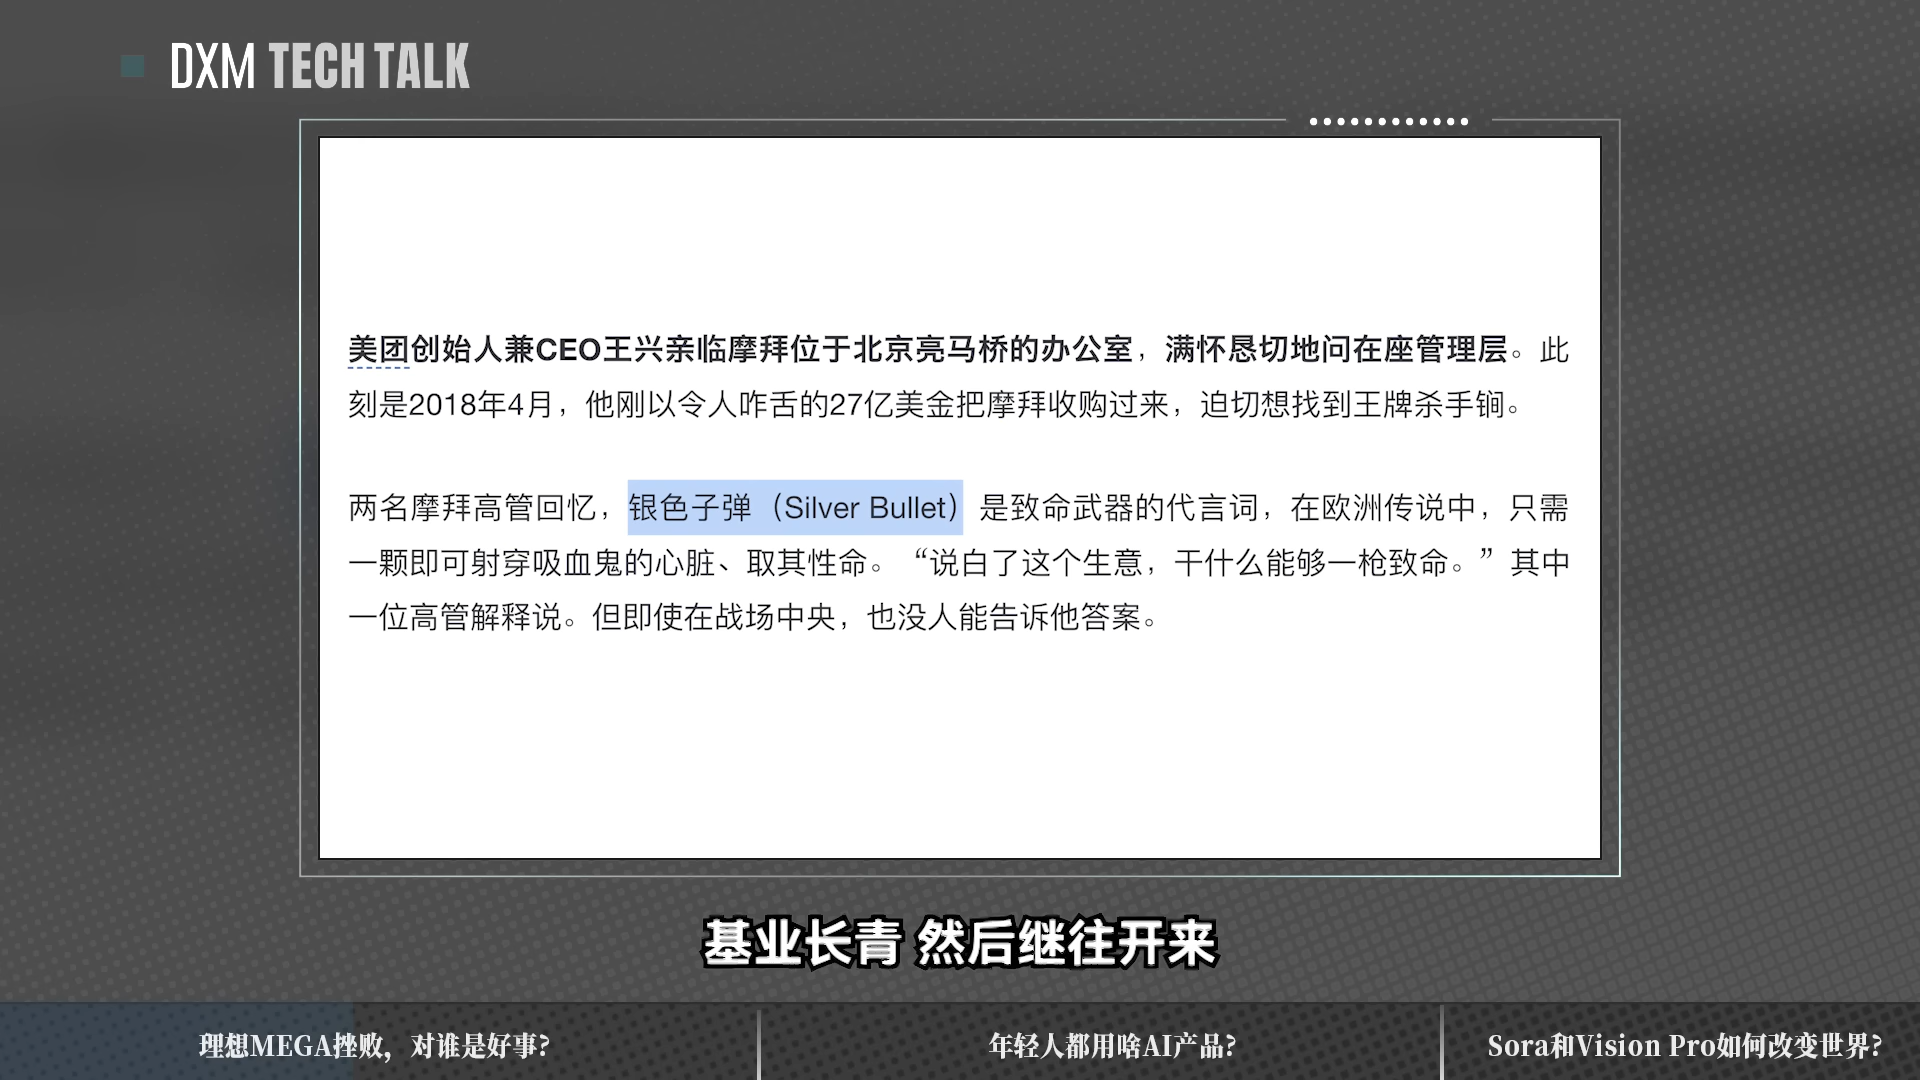 DXM TECH TALK
美团创始人兼CEO王兴亲临摩拜位于北京亮马桥的办公室，满怀恳切地问在座管理层。此
刻是2018年4月，他刚以令人咋舌的27亿美金把摩拜收购过来，迫切想找到王牌杀手锏。
两名摩拜高管回忆，银色子弹（Silver Bullet）是致命武器的代言词，在欧洲传说中，只需
一颗即可射穿吸血鬼的心脏、取其性命。“说白了这个生意，干什么能够一枪致命。”其中
一位高管解释说。但即使在战场中央，也没人能告诉他答案。
基业长青 然后继往开来
理想MEGA挫败，对谁是好事？
年轻人都用啥AI产品？
Sora和Vision Pro如何改变世界？